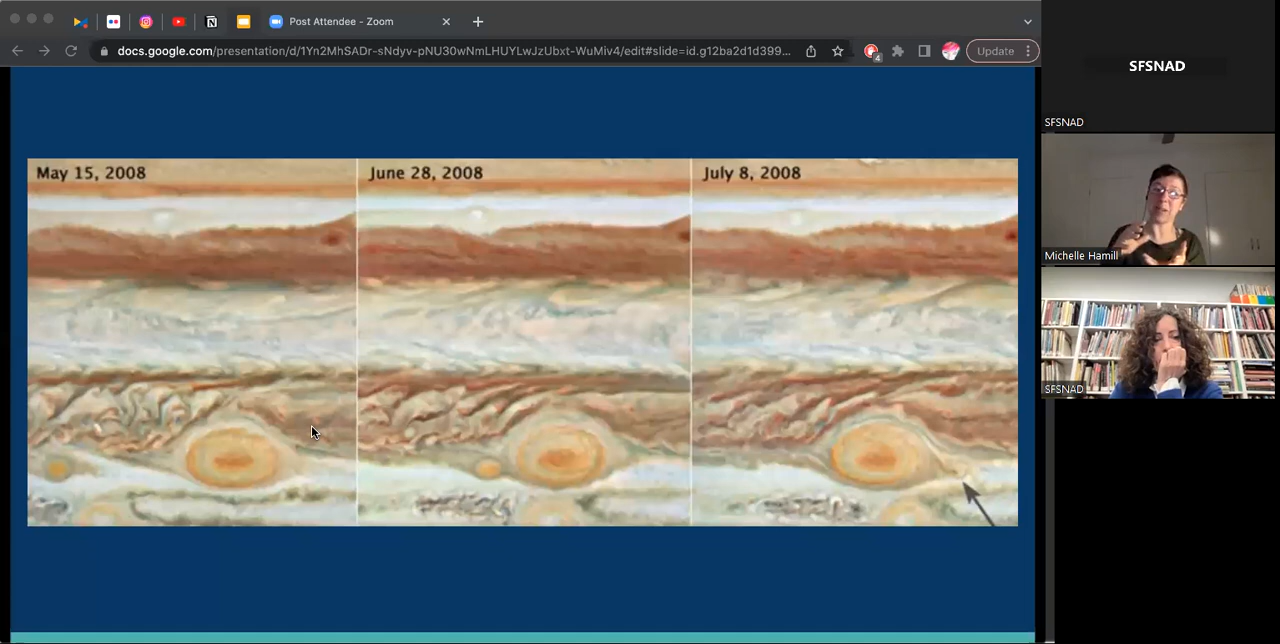 Post Attendee - Zoom
docs.google.com/presentation/d/1Yn2MhSADr-sNdyv-pNU30wNmLHUYLwJzUbxt-WuMiv4/edit#slide=id.g12ba2d1d399...
4
Update
SFSNAD
SFSNAD
May 15, 2008
June 28, 2008
July 8, 2008
Michelle Hamill
SFSNAD